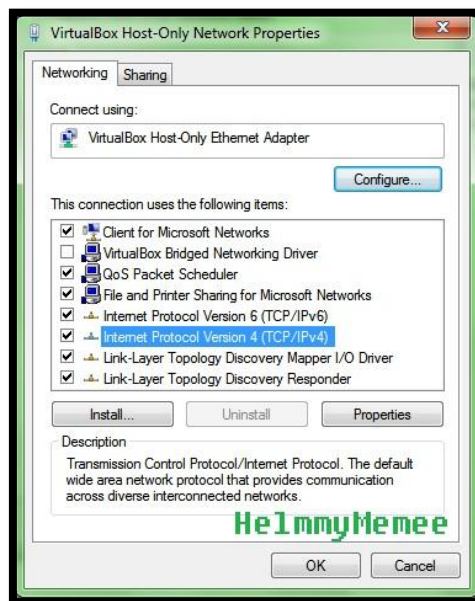 VirtualBox Host-Only Network Properties
Networking
Sharing
Connect using:
VirtualBox Host-Only Ethernet Adapter
Configure...
This connection uses the following items:
Client for Microsoft Networks
VirtualBox Bridged Networking Driver
QoS Packet Scheduler
File and Printer Sharing for Microsoft Networks
Internet Protocol Version 6 (TCP/IPv6)
Internet Protocol Version 4 (TCP/IPv4)
Link-Layer Topology Discovery Mapper I/O Driver
Link-Layer Topology Discovery Responder
Install...
Uninstall
Properties
Description
Transmission Control Protocol/Internet Protocol. The default
wide area network protocol that provides communication
across diverse interconnected networks.
HelmmyMemee
OK
Cancel